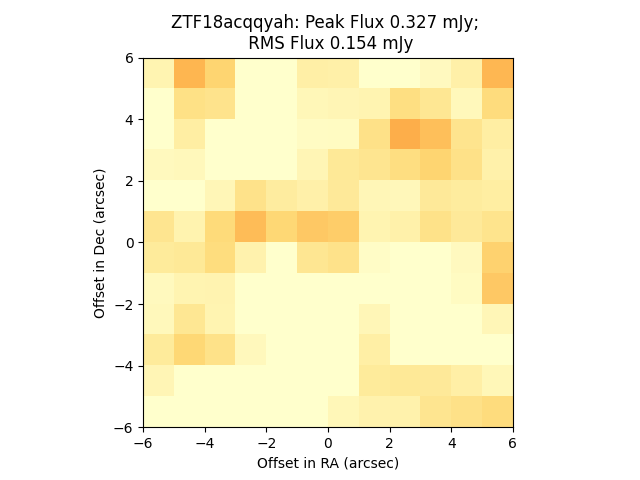 ZTF18acqqyah: Peak Flux 0.327 mJy;
RMS Flux 0.154 mJy
6
4
2
0
−2
−4
−6
Offset in Dec (arcsec)
−6 −4 −2 0 2 4 6
Offset in RA (arcsec)